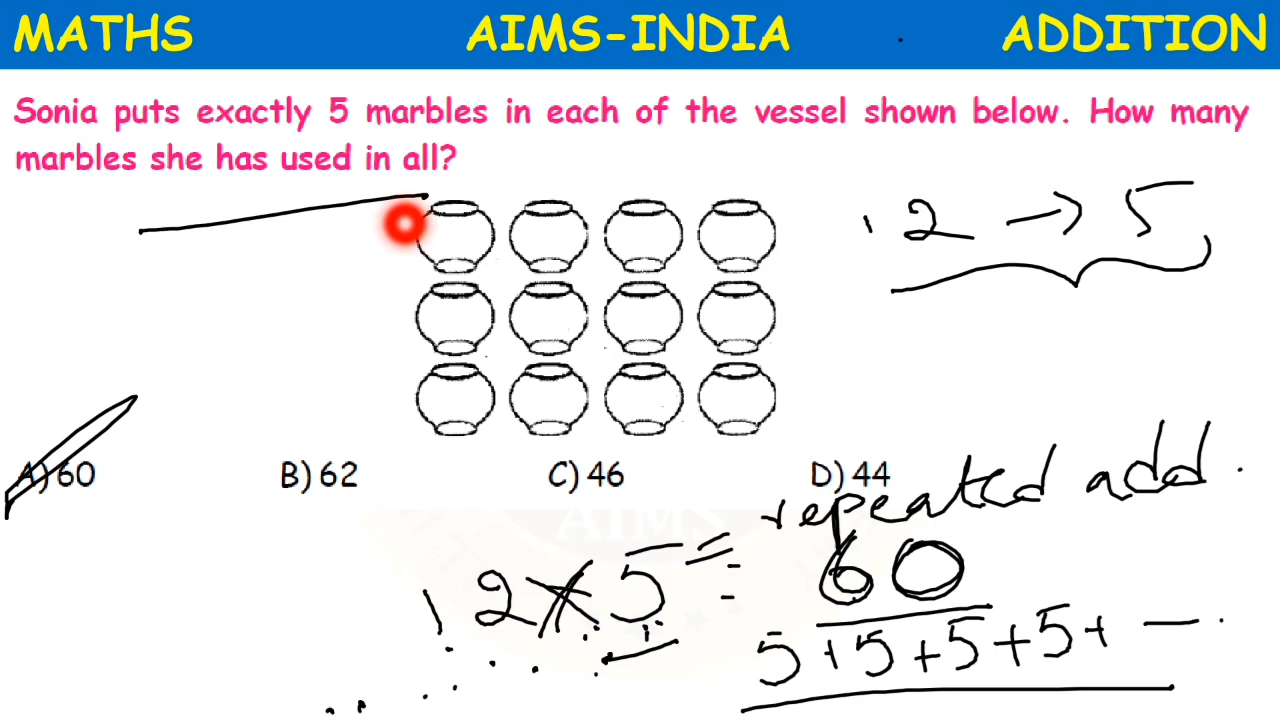 MATHS AIMS-INDIA ADDITION
Sonia puts exactly 5 marbles in each of the vessel shown below. How many
marbles she has used in all?
12 → 5
A) 60 B) 62 C) 46 D) 44
repeated add.
AIMS
12 × 5 = 60
5 + 5 + 5 + 5 + — .